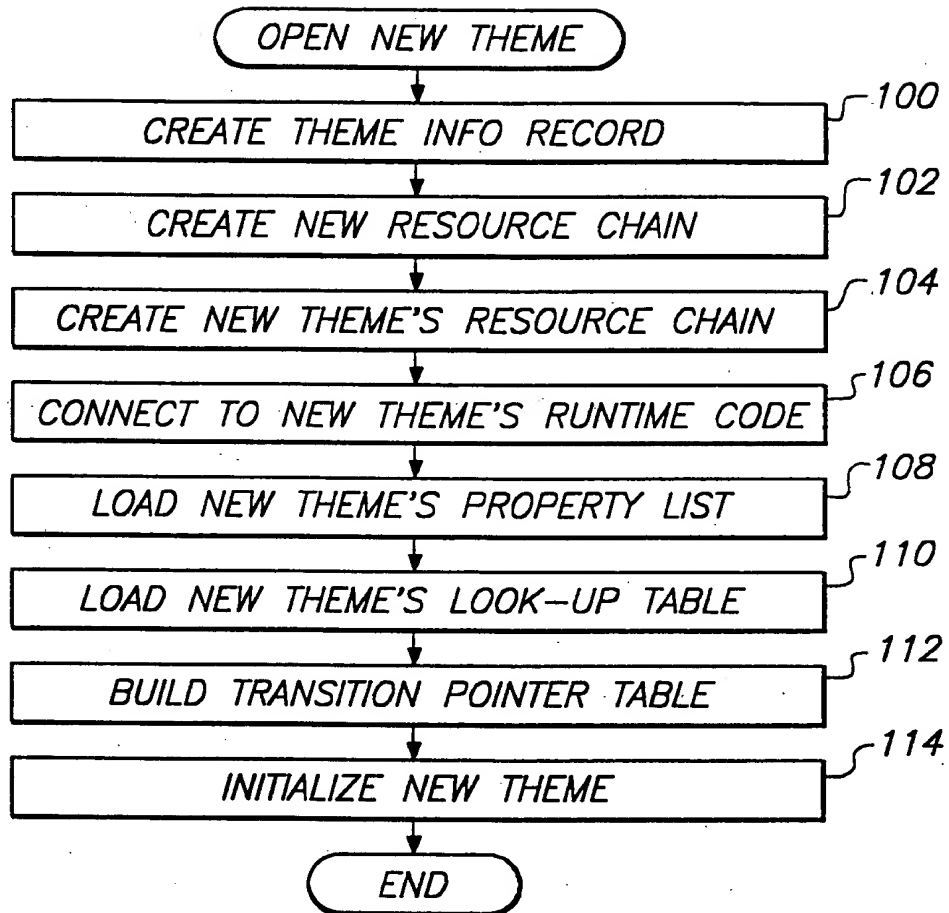 OPEN NEW THEME
100
CREATE THEME INFO RECORD
102
CREATE NEW RESOURCE CHAIN
104
CREATE NEW THEME'S RESOURCE CHAIN
106
CONNECT TO NEW THEME'S RUNTIME CODE
108
LOAD NEW THEME'S PROPERTY LIST
110
LOAD NEW THEME'S LOOK-UP TABLE
112
BUILD TRANSITION POINTER TABLE
114
INITIALIZE NEW THEME
END